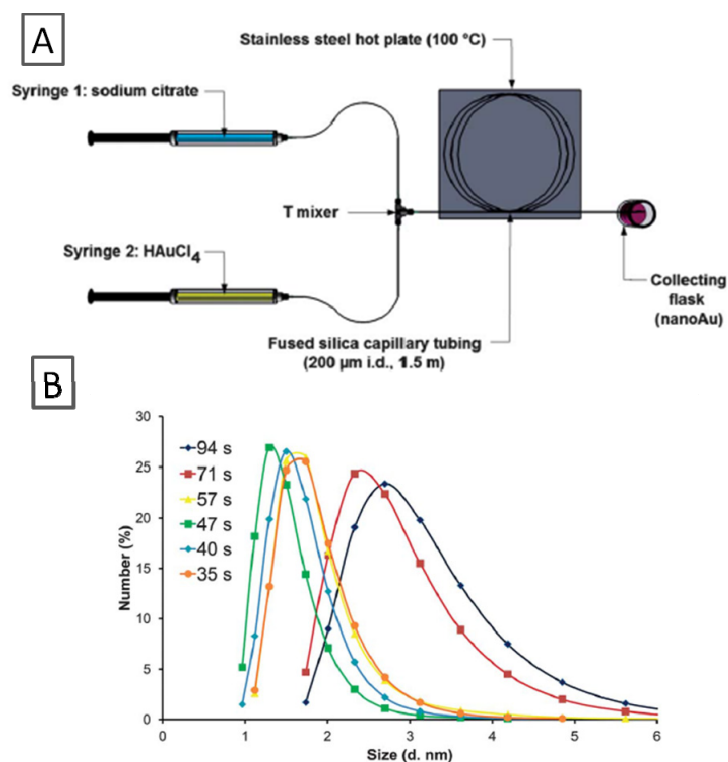 A
Stainless steel hot plate (100 °C)
Syringe 1: sodium citrate
T mixer
Syringe 2: HAuCl4
Collecting
flask
(nanoAu)
Fused silica capillary tubing
(200 µm i.d., 1.5 m)
B
30
25
20
15
10
5
0
Number (%)
94 s
71 s
57 s
47 s
40 s
35 s
0 1 2 3 4 5 6
Size (d. nm)